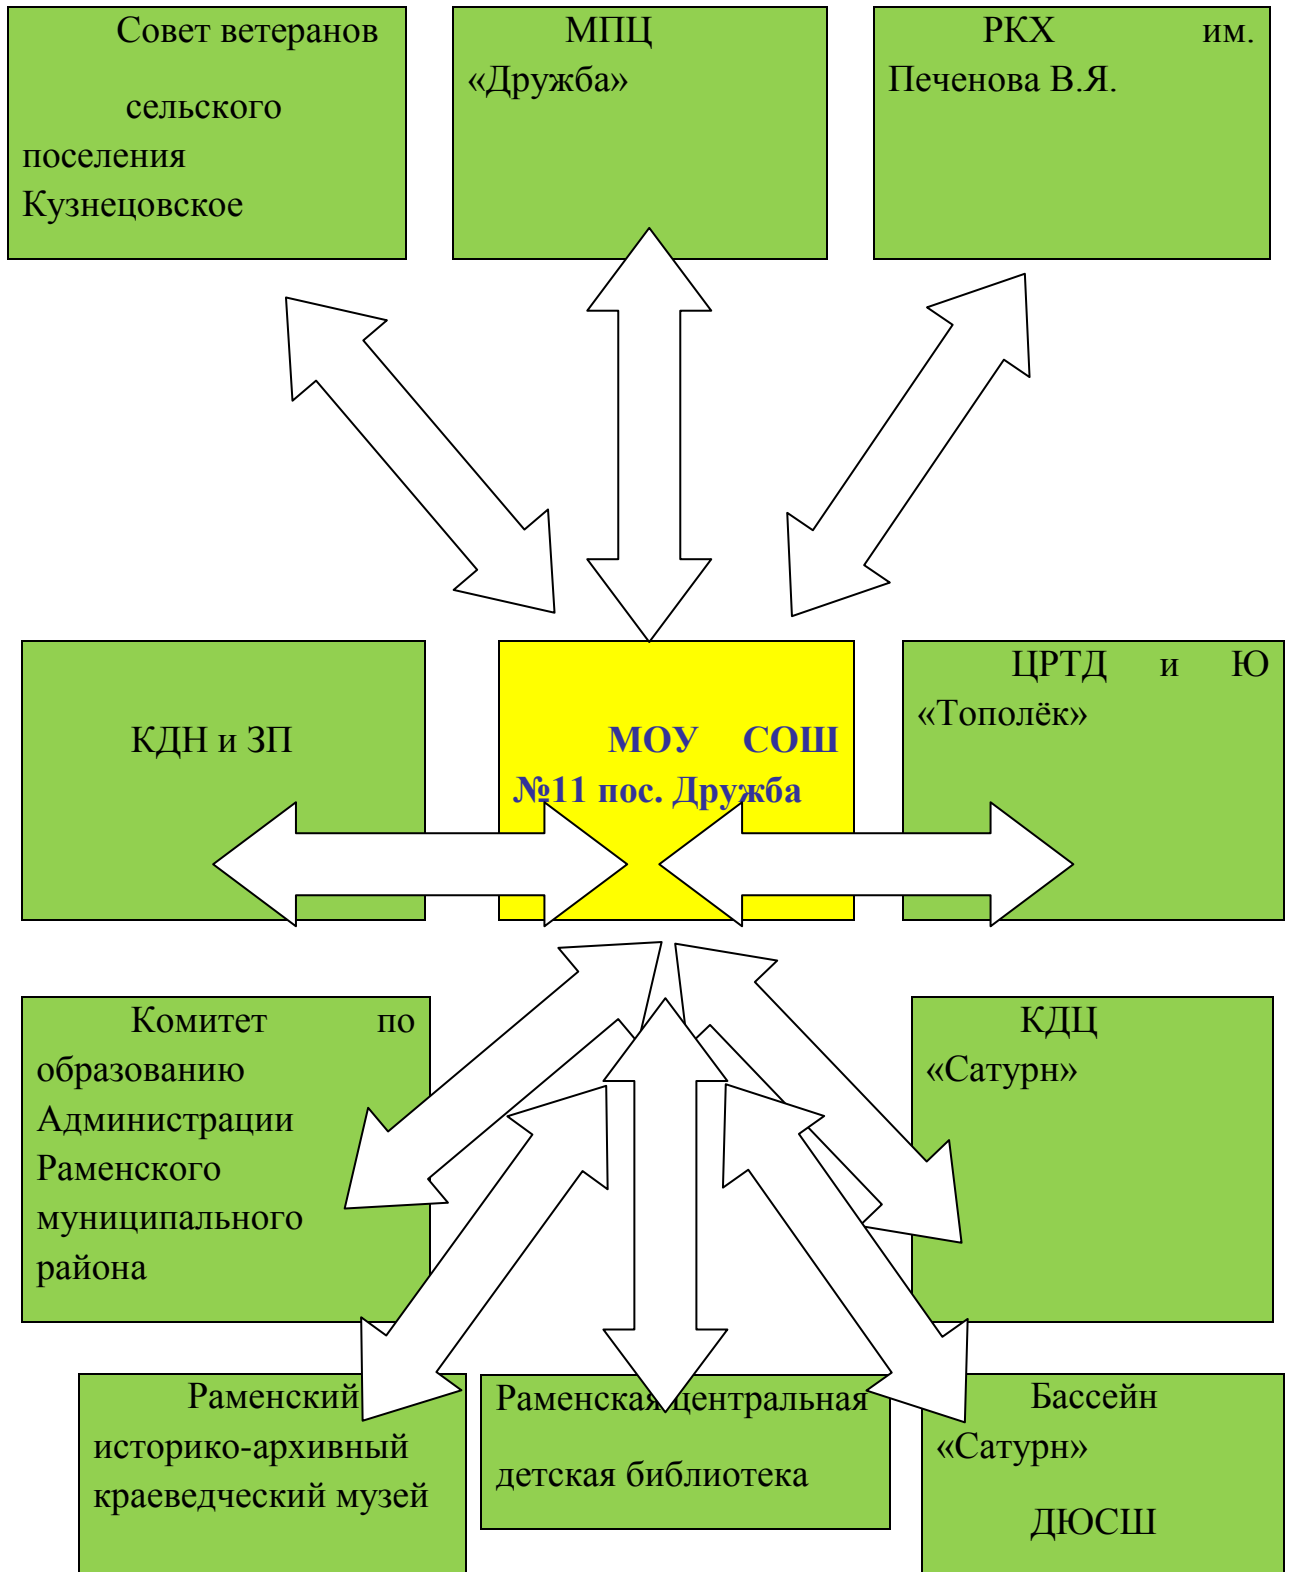 Совет ветеранов
сельского
поселения
Кузнецовское
МПЦ
«Дружба»
РКХ им.
Печенова В.Я.
КДН и ЗП
МОУ СОШ
№11 пос. Дружба
ЦРТД и Ю
«Тополёк»
Комитет по
образованию
Администрации
Раменского
муниципального
района
КДЦ
«Сатурн»
Раменский
историко-архивный
краеведческий музей
Раменская центральная
детская библиотека
Бассейн
«Сатурн»
ДЮСШ